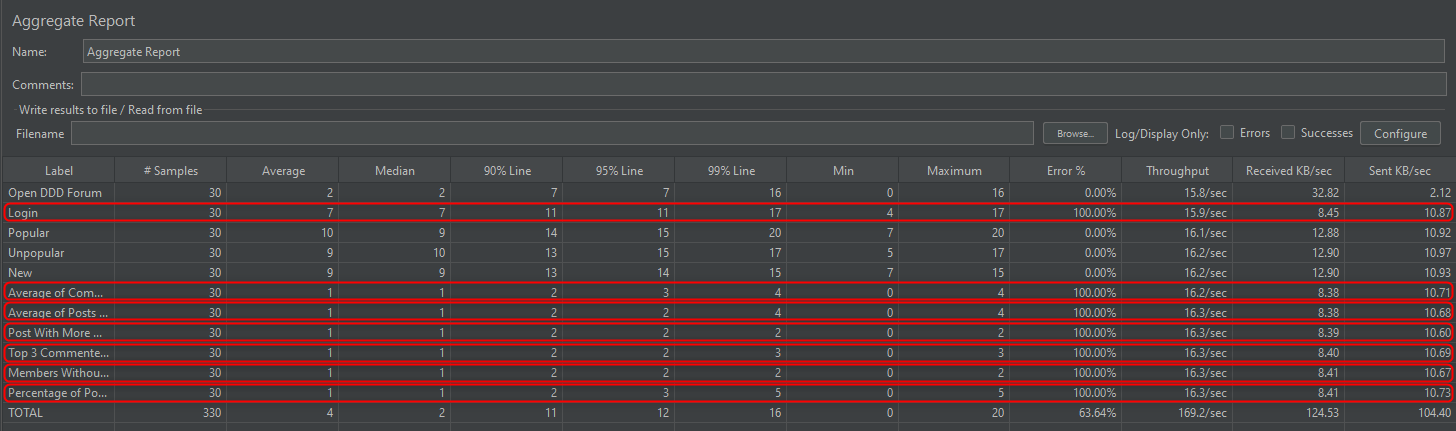 Aggregate Report
Name: Aggregate Report
Comments:
Write results to file / Read from file
Filename Browse... Log/Display Only: Errors Successes Configure
Label # Samples Average Median 90% Line 95% Line 99% Line Min Maximum Error % Throughput Received KB/sec Sent KB/sec
Open DDD Forum 30 2 2 7 7 16 0 16 0.00% 15.8/sec 32.82 2.12
Login 30 7 7 11 11 17 4 17 100.00% 15.9/sec 8.45 10.87
Popular 30 10 9 14 15 20 7 20 0.00% 16.1/sec 12.88 10.92
Unpopular 30 9 10 13 15 17 5 17 0.00% 16.2/sec 12.90 10.97
New 30 9 9 13 14 15 7 15 0.00% 16.2/sec 12.90 10.93
Average of Com... 30 1 1 2 3 4 0 4 100.00% 16.2/sec 8.38 10.71
Average of Posts ... 30 1 1 2 2 4 0 4 100.00% 16.3/sec 8.38 10.68
Post With More ... 30 1 1 2 2 2 0 2 100.00% 16.3/sec 8.39 10.60
Top 3 Commente... 30 1 1 2 2 3 0 3 100.00% 16.3/sec 8.40 10.69
Members Withou... 30 1 1 2 2 2 0 2 100.00% 16.3/sec 8.41 10.67
Percentage of Po... 30 1 1 2 3 5 0 5 100.00% 16.3/sec 8.41 10.73
TOTAL 330 4 2 11 12 16 0 20 63.64% 169.2/sec 124.53 104.40